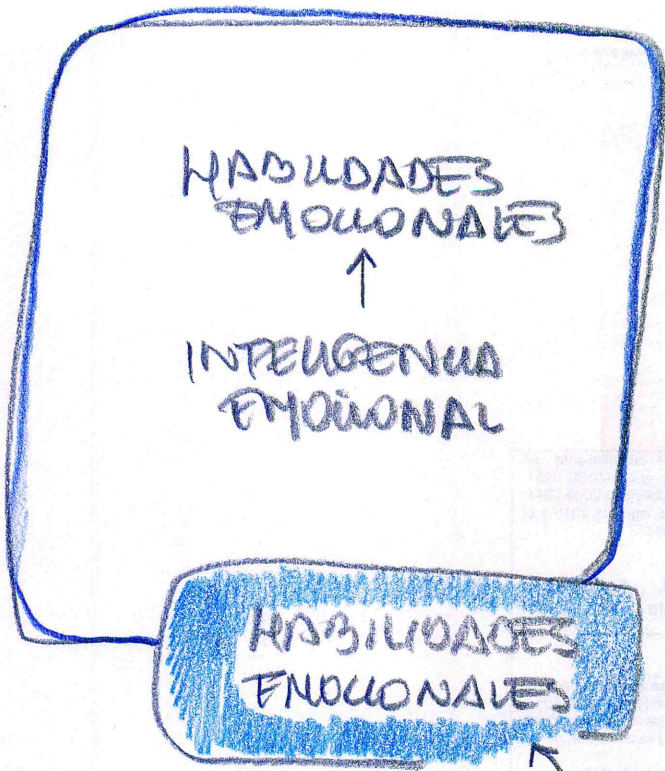 HABILIDADES
EMOCIONALES
↑
INTELIGENCIA
EMOCIONAL
HABILIDADES
EMOCIONALES